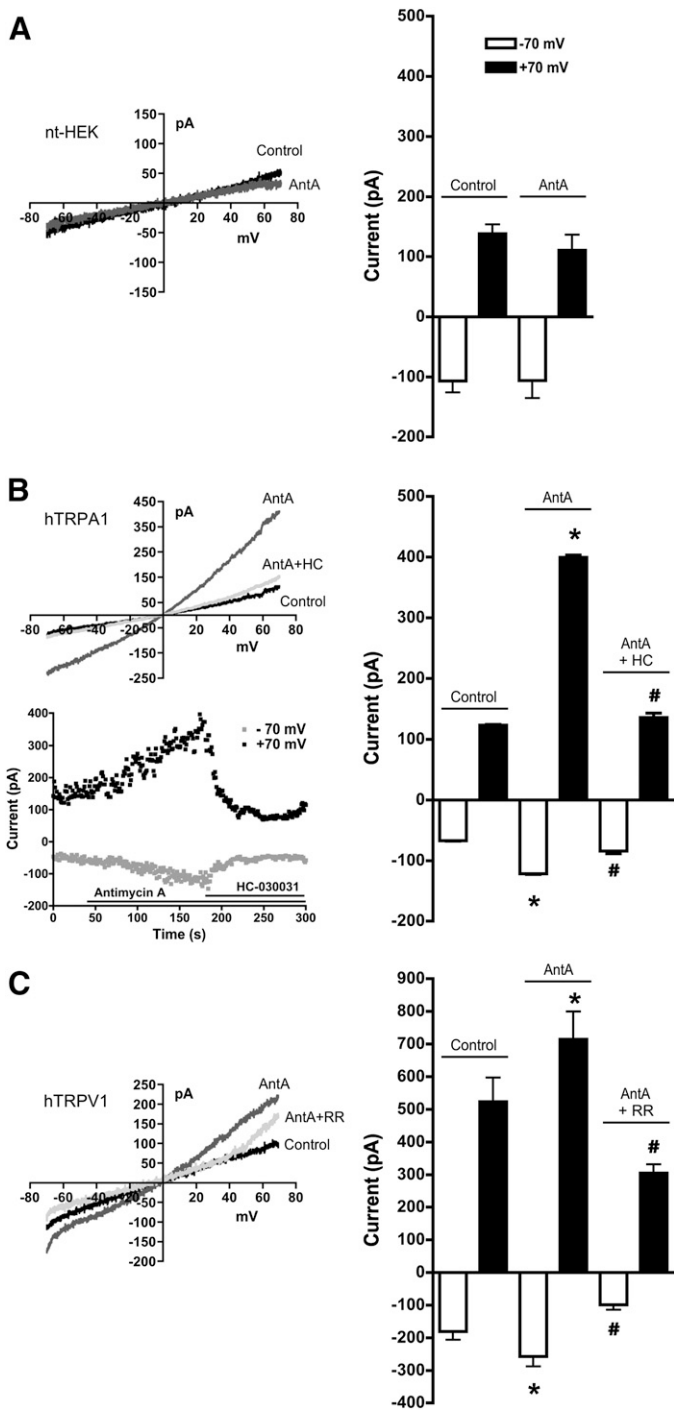 A
nt-HEK
150
100
50
-50
-100
-150
pA
Control
AntA
-80 -60 -40 -20 20 40 60 80
mV
500
400
300
200
100
0
-100
-200
Current (pA)
-70 mV
+70 mV
Control AntA
B
hTRPA1
450
350
250
150
50
-50
-150
-250
pA
AntA
AntA+HC
Control
-80 -60 -40 -20 20 40 60 80
mV
400
300
200
100
0
-100
-200
Current (pA)
- 70 mV
+70 mV
Antimycin A
HC-030031
0 50 100 150 200 250 300
Time (s)
500
400
300
200
100
0
-100
-200
Current (pA)
Control
AntA
AntA
+ HC
*
*
#
#
C
hTRPV1
250
200
150
100
50
-50
-100
-150
-200
pA
AntA
AntA+RR
Control
-80 -60 -40 -20 20 40 60 80
mV
900
800
700
600
500
400
300
200
100
0
-100
-200
-300
-400
Current (pA)
Control
AntA
AntA
+ RR
*
*
#
#